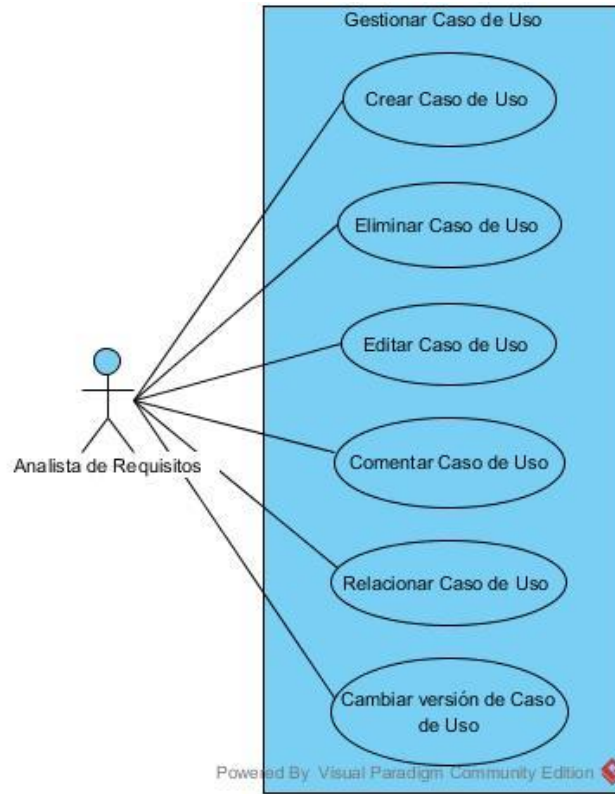 Gestionar Caso de Uso
Crear Caso de Uso
Eliminar Caso de Uso
Editar Caso de Uso
Analista de Requisitos
Comentar Caso de Uso
Relacionar Caso de Uso
Cambiar versión de Caso
de Uso
Powered By Visual Paradigm Community Edition